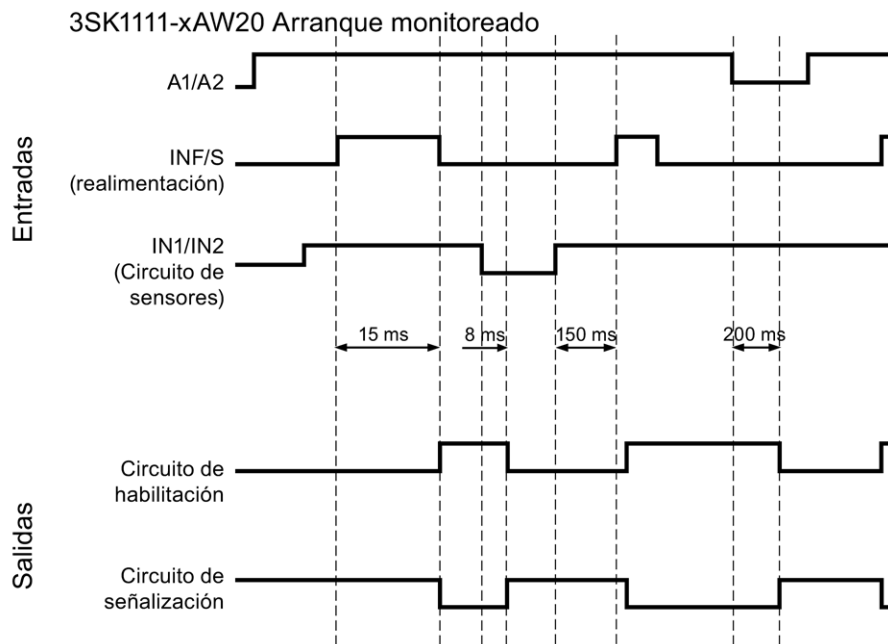 3SK1111-xAW20 Arranque monitoreado
Entradas
A1/A2
INF/S
(realimentación)
IN1/IN2
(Circuito de
sensores)
15 ms
8 ms
150 ms
200 ms
Salidas
Circuito de
habilitación
Circuito de
señalización